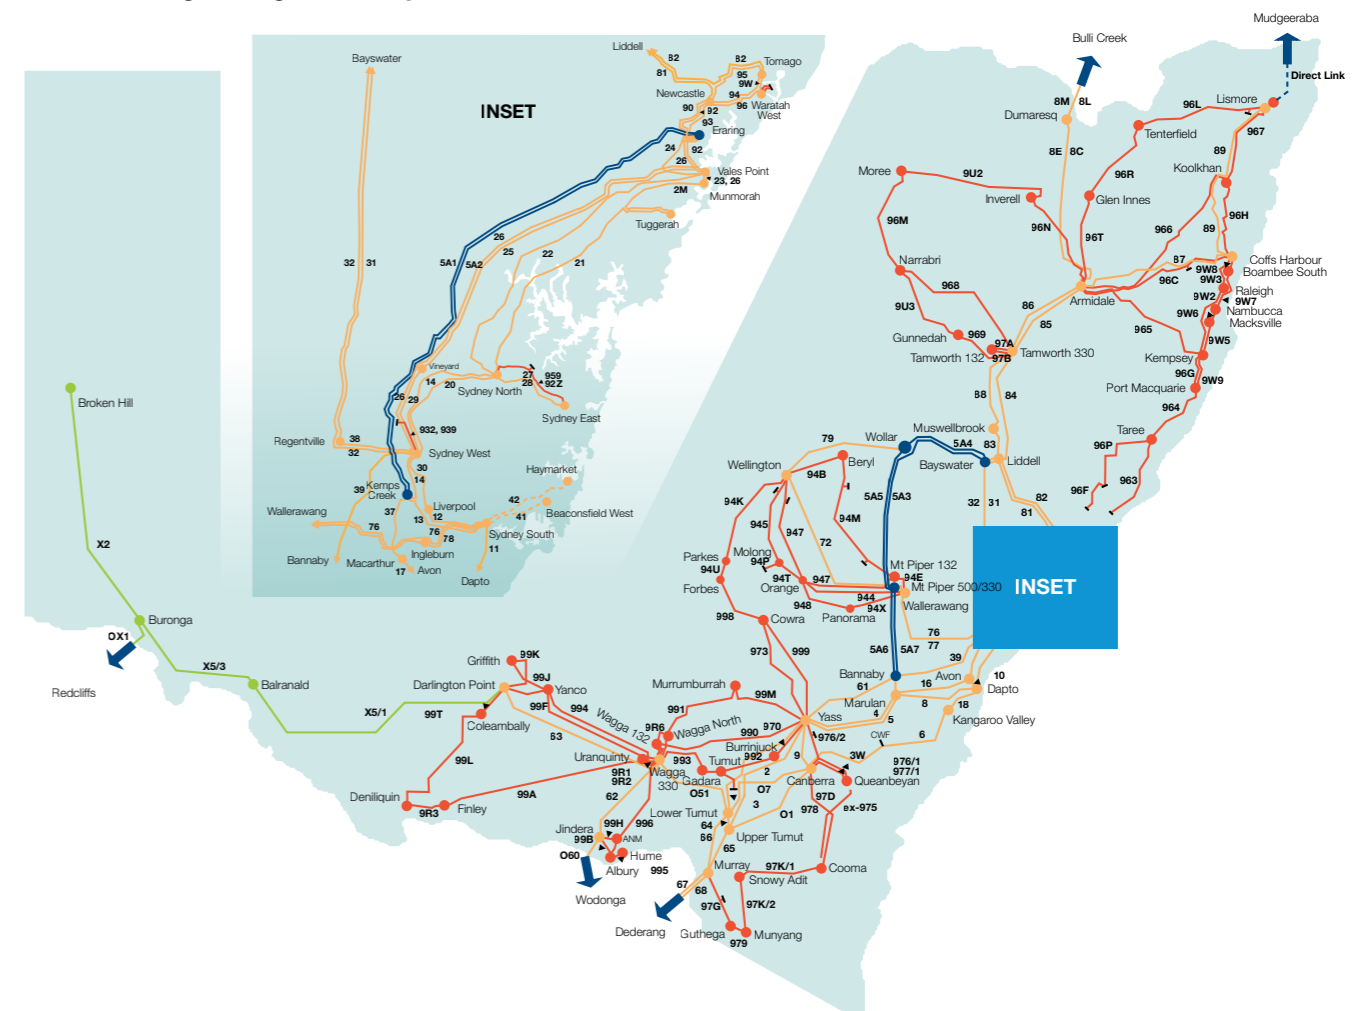 Mudgeeraba
Bulli Creek
Direct Link
Liddell
82
82
Tomago
81
95
9W
Bayswater
INSET
Newcastle
94
96
Waratah
West
90
92
93
Eraring
24
92
26
Vales Point
23, 26
2M
Munmorah
Tuggerah
26
25
22
21
5A1
5A2
32
31
Vineyard
14
20
27
28
959
92Z
Sydney North
26
29
Sydney East
932, 939
Regentville
38
32
Sydney West
30
14
Haymarket
Kemps
Creek
39
37
42
41
Liverpool
12
13
Beaconsfield West
Wallerawang
76
76
78
Sydney South
Ingleburn
11
Bannaby
Macarthur
17
Avon
Dapto
8M
8L
Dumaresq
96L
Lismore
967
Tenterfield
8E
8C
89
Koolkhan
Moree
9U2
96R
Inverell
Glen Innes
96M
96N
96T
966
96H
89
Narrabri
87
96C
Coffs Harbour
9W8
Boambee South
9W3
968
Armidale
Raleigh
9W2
9W7
9U3
86
85
9W6
Nambucca
Macksville
Gunnedah
969
97A
965
9W5
Tamworth 132
97B
Tamworth 330
Kempsey
96G
9W9
Port Macquarie
88
84
964
Broken Hill
Muswellbrook
Taree
79
Wollar
5A4
83
96P
Wellington
Beryl
Bayswater
Liddell
94B
963
96F
94K
5A5
5A3
32
31
82
81
945
947
94M
X2
72
Parkes
94U
Molong
94P
Mt Piper 132
94T
947
94E
Forbes
Orange
Mt Piper 500/330
INSET
944
948
94X
Wallerawang
Panorama
998
Cowra
Buronga
OX1
76
77
973
999
5A6
5A7
39
99K
Griffith
X5/3
Redcliffs
Balranald
Darlington Point
99J
Yanco
Murrumburrah
99M
Bannaby
61
Avon
16
10
Dapto
Marulan
8
18
X5/1
99T
99F
994
991
4
5
Coleambally
Wagga 132
9R6
Wagga North
970
Yass
Kangaroo Valley
63
990
976/2
CWF
6
Uranquinty
993
Burrinjuck
992
3W
976/1
977/1
99L
9R1
9R2
Wagga
330
Tumut
Gadara
2
9
Canberra
Queanbeyan
Deniliquin
99A
62
O51
O7
97D
978
ex-975
9R3
Finley
3
O1
99H
996
Lower Tumut
64
Jindera
99B
ANM
66
Upper Tumut
65
O60
Hume
995
Albury
Murray
97K/1
Cooma
67
68
Snowy Adit
Wodonga
97G
97K/2
Dederang
Guthega
979
Munyang